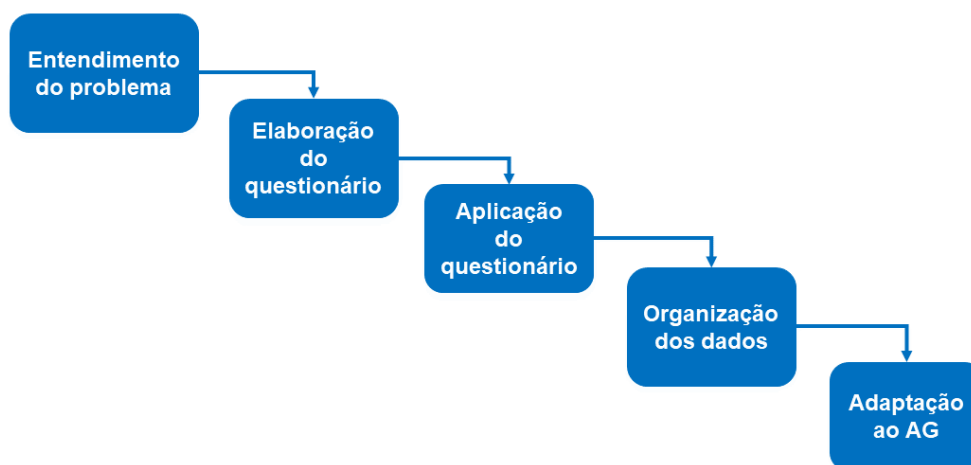 Entendimento
do problema
Elaboração
do
questionário
Aplicação
do
questionário
Organização
dos dados
Adaptação
ao AG